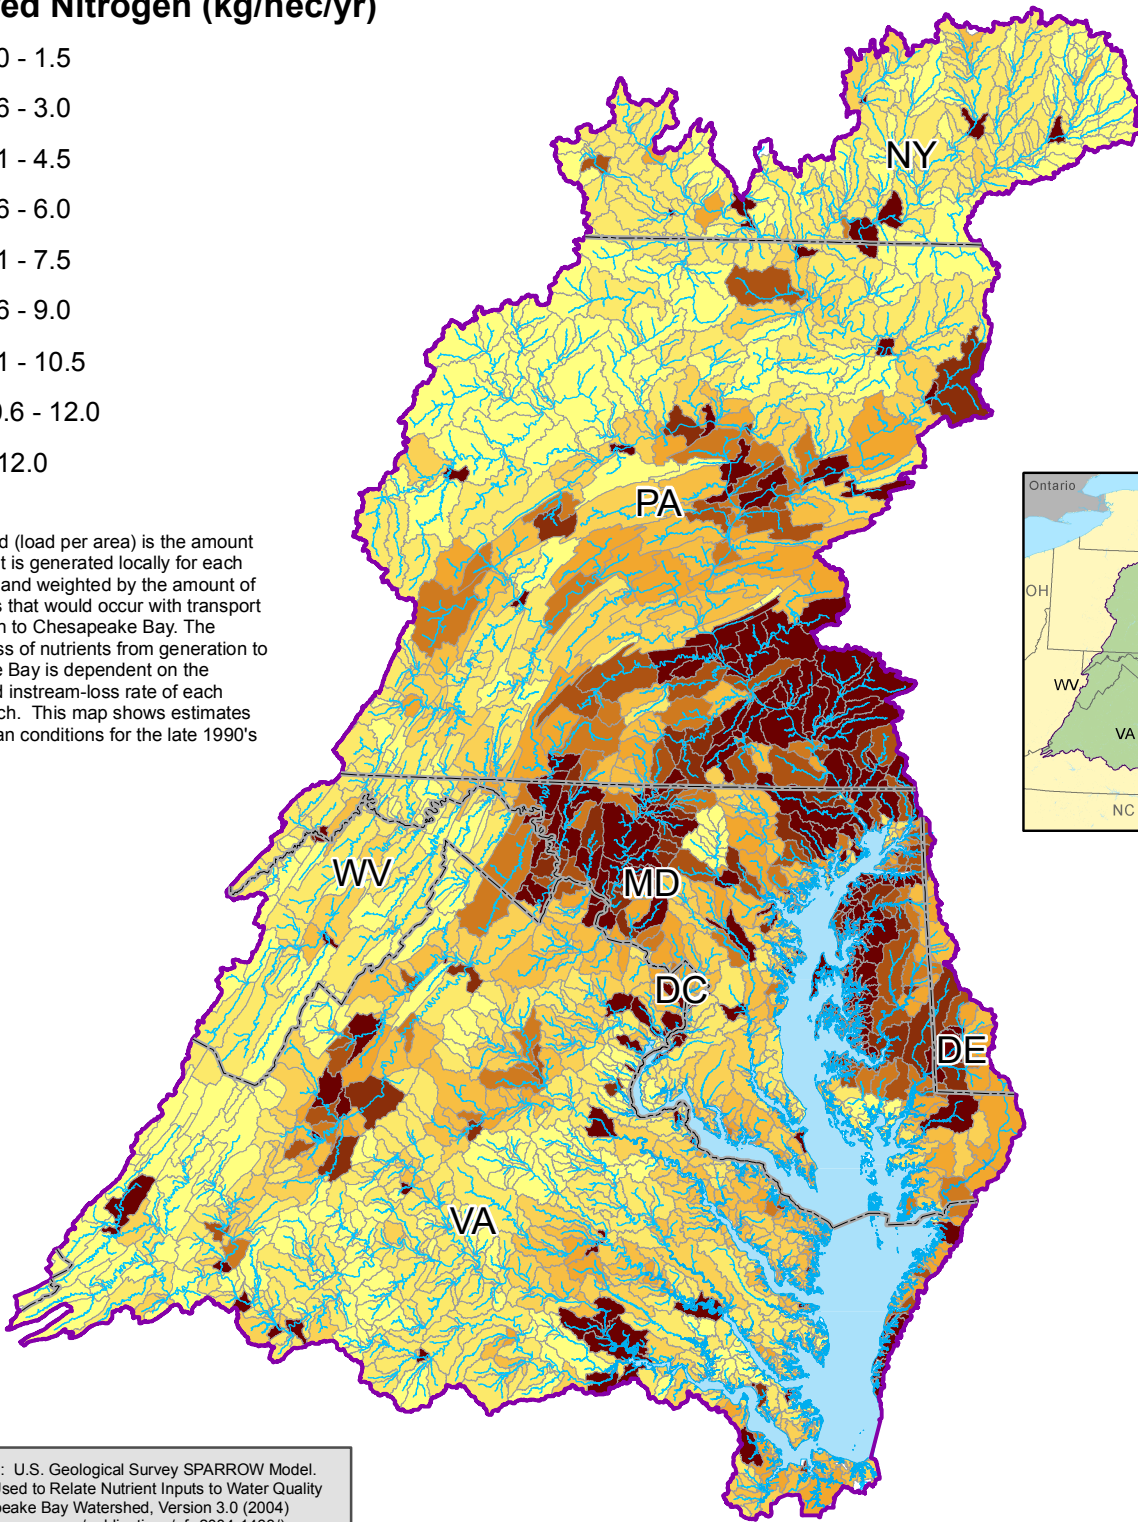 ed Nitrogen (kg/hec/yr)
0 - 1.5
6 - 3.0
1 - 4.5
6 - 6.0
1 - 7.5
6 - 9.0
1 - 10.5
0.6 - 12.0
12.0
d (load per area) is the amount
t is generated locally for each
and weighted by the amount of
s that would occur with transport
n to Chesapeake Bay. The
ss of nutrients from generation to
e Bay is dependent on the
d instream-loss rate of each
ch. This map shows estimates
an conditions for the late 1990's
NY
PA
WV
MD
DC
DE
VA
Ontario
OH
WV
VA
NC
: U.S. Geological Survey SPARROW Model.
Used to Relate Nutrient Inputs to Water Quality
peake Bay Watershed, Version 3.0 (2004)